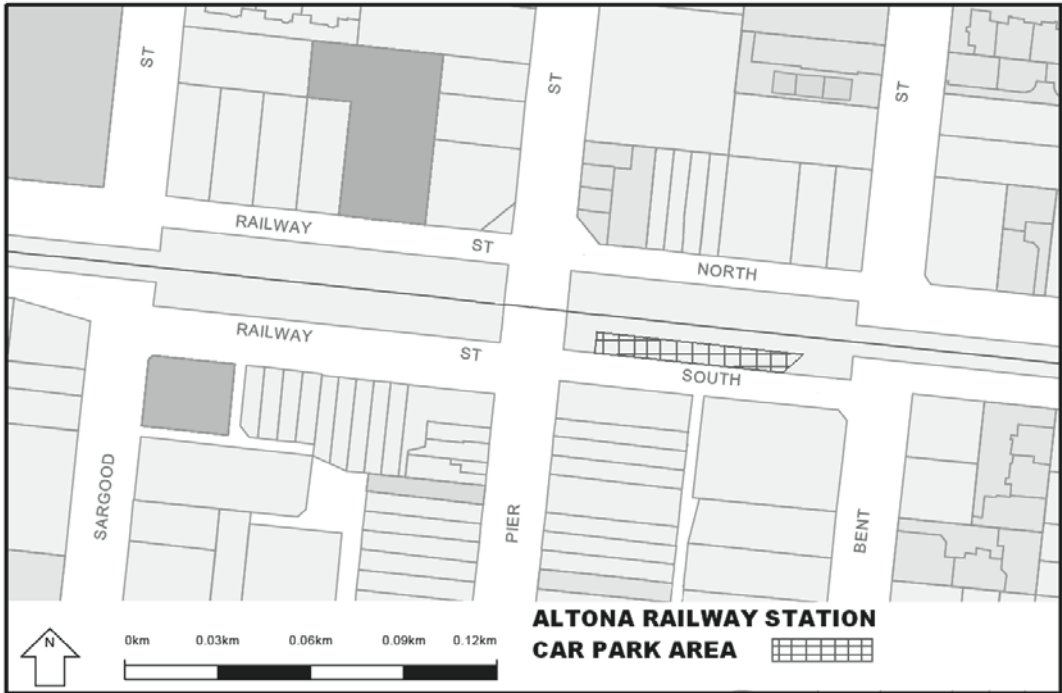 ST
ST
ST
RAILWAY
ST
NORTH
RAILWAY
ST
SOUTH
SARGOOD
PIER
BENT
N
0km 0.03km 0.06km 0.09km 0.12km
ALTONA RAILWAY STATION
CAR PARK AREA